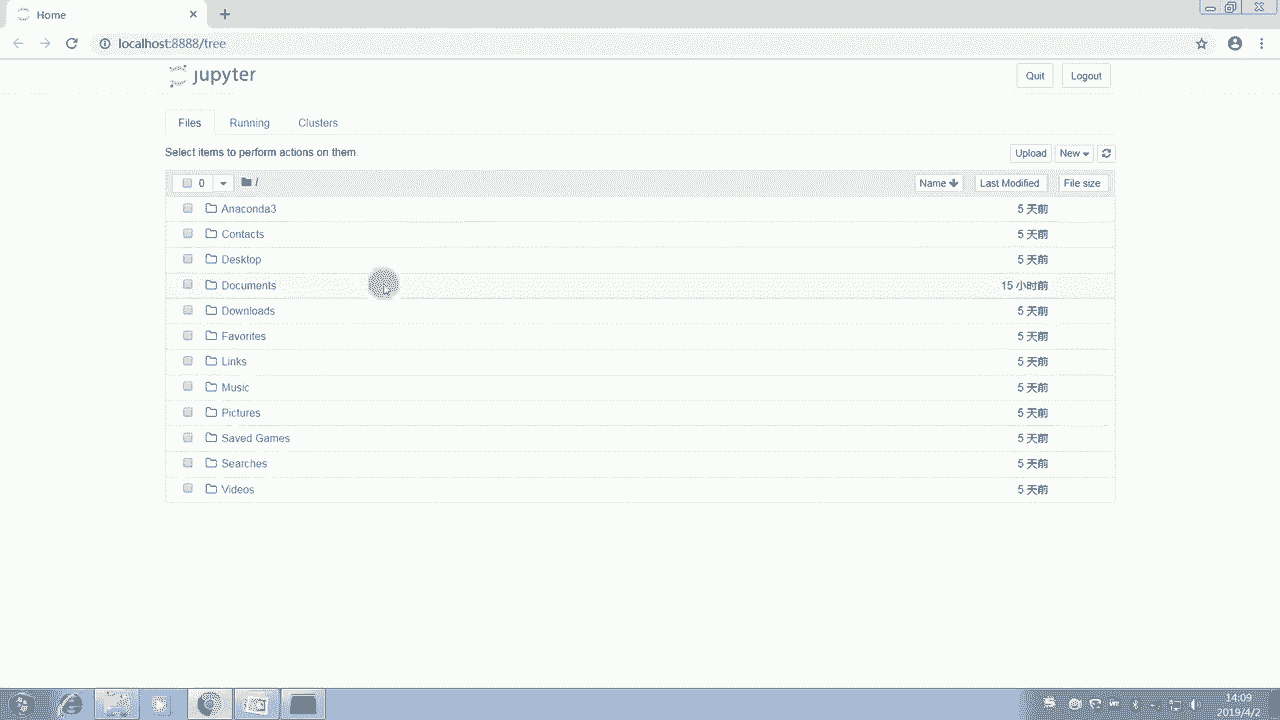 Home
localhost:8888/tree
jupyter
Quit Logout
Files Running Clusters
Select items to perform actions on them.
Upload New
0 / Name Last Modified File size
Anaconda3 5 天前
Contacts 5 天前
Desktop 5 天前
Documents 15 小时前
Downloads 5 天前
Favorites 5 天前
Links 5 天前
Music 5 天前
Pictures 5 天前
Saved Games 5 天前
Searches 5 天前
Videos 5 天前
14:09
2019/4/2